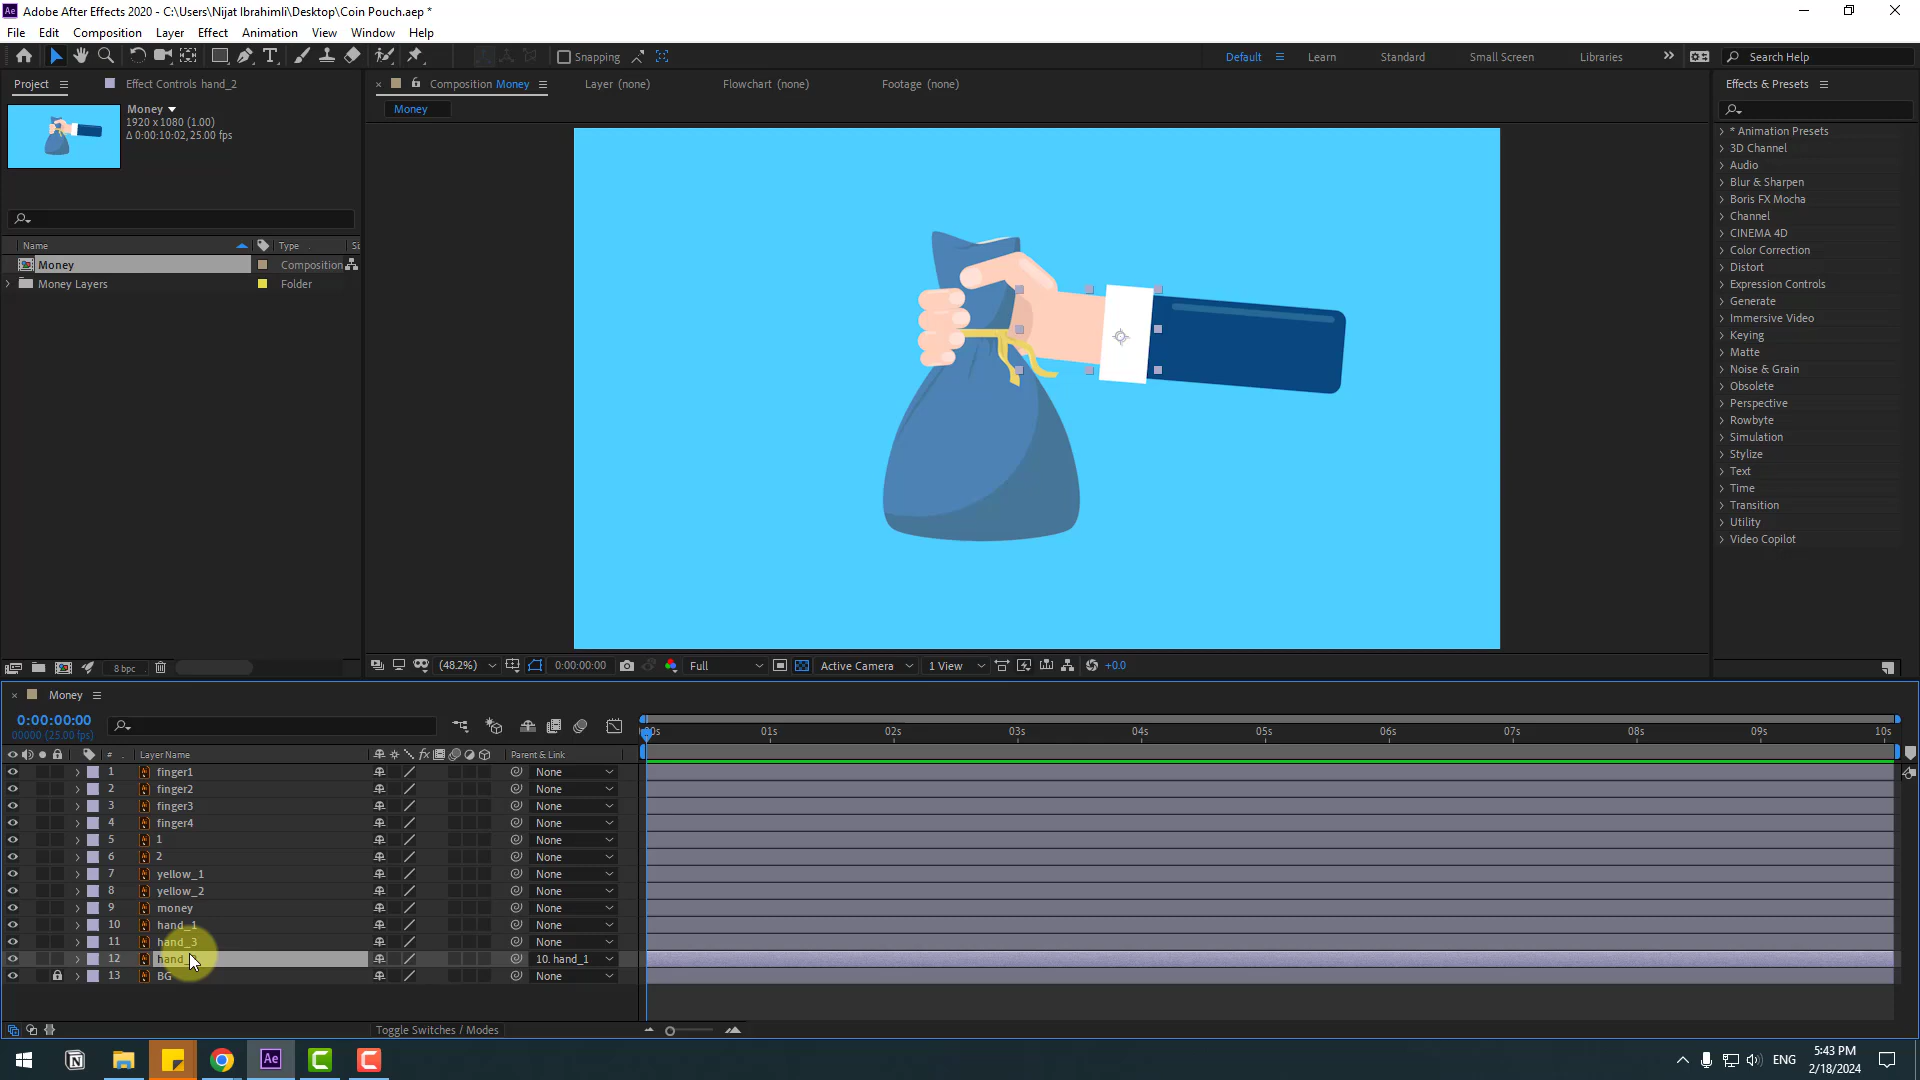 Adobe After Effects 2020 - C:\Users\Nijat Ibrahimli\Desktop\Coin Pouch.aep *
File Edit Composition Layer Effect Animation View Window Help
Snapping
Default Learn Standard Small Screen Libraries Search Help
Project Effect Controls hand_2
Composition Money Layer (none) Flowchart (none) Footage (none)
Effects & Presets
Money
1920 x 1080 (1.00)
Δ 0:00:10:02, 25.00 fps
Money
Name Type Si
Money Composition
Money Layers Folder
* Animation Presets
3D Channel
Audio
Blur & Sharpen
Boris FX Mocha
Channel
CINEMA 4D
Color Correction
Distort
Expression Controls
Generate
Immersive Video
Keying
Matte
Noise & Grain
Obsolete
Perspective
Rowbyte
Simulation
Stylize
Text
Time
Transition
Utility
Video Copilot
8 bpc
(48.2%) 0:00:00:00 Full Active Camera 1 View +0.0
Money
0:00:00:00
00000 (25.00 fps)
00s 01s 02s 03s 04s 05s 06s 07s 08s 09s 10s
# Layer Name fx Parent & Link
1 finger1 None
2 finger2 None
3 finger3 None
4 finger4 None
5 1 None
6 2 None
7 yellow_1 None
8 yellow_2 None
9 money None
10 hand_1 None
11 hand_3 None
12 hand_ 10. hand_1
13 BG None
Toggle Switches / Modes
Ae
ENG
5:43 PM
2/18/2024